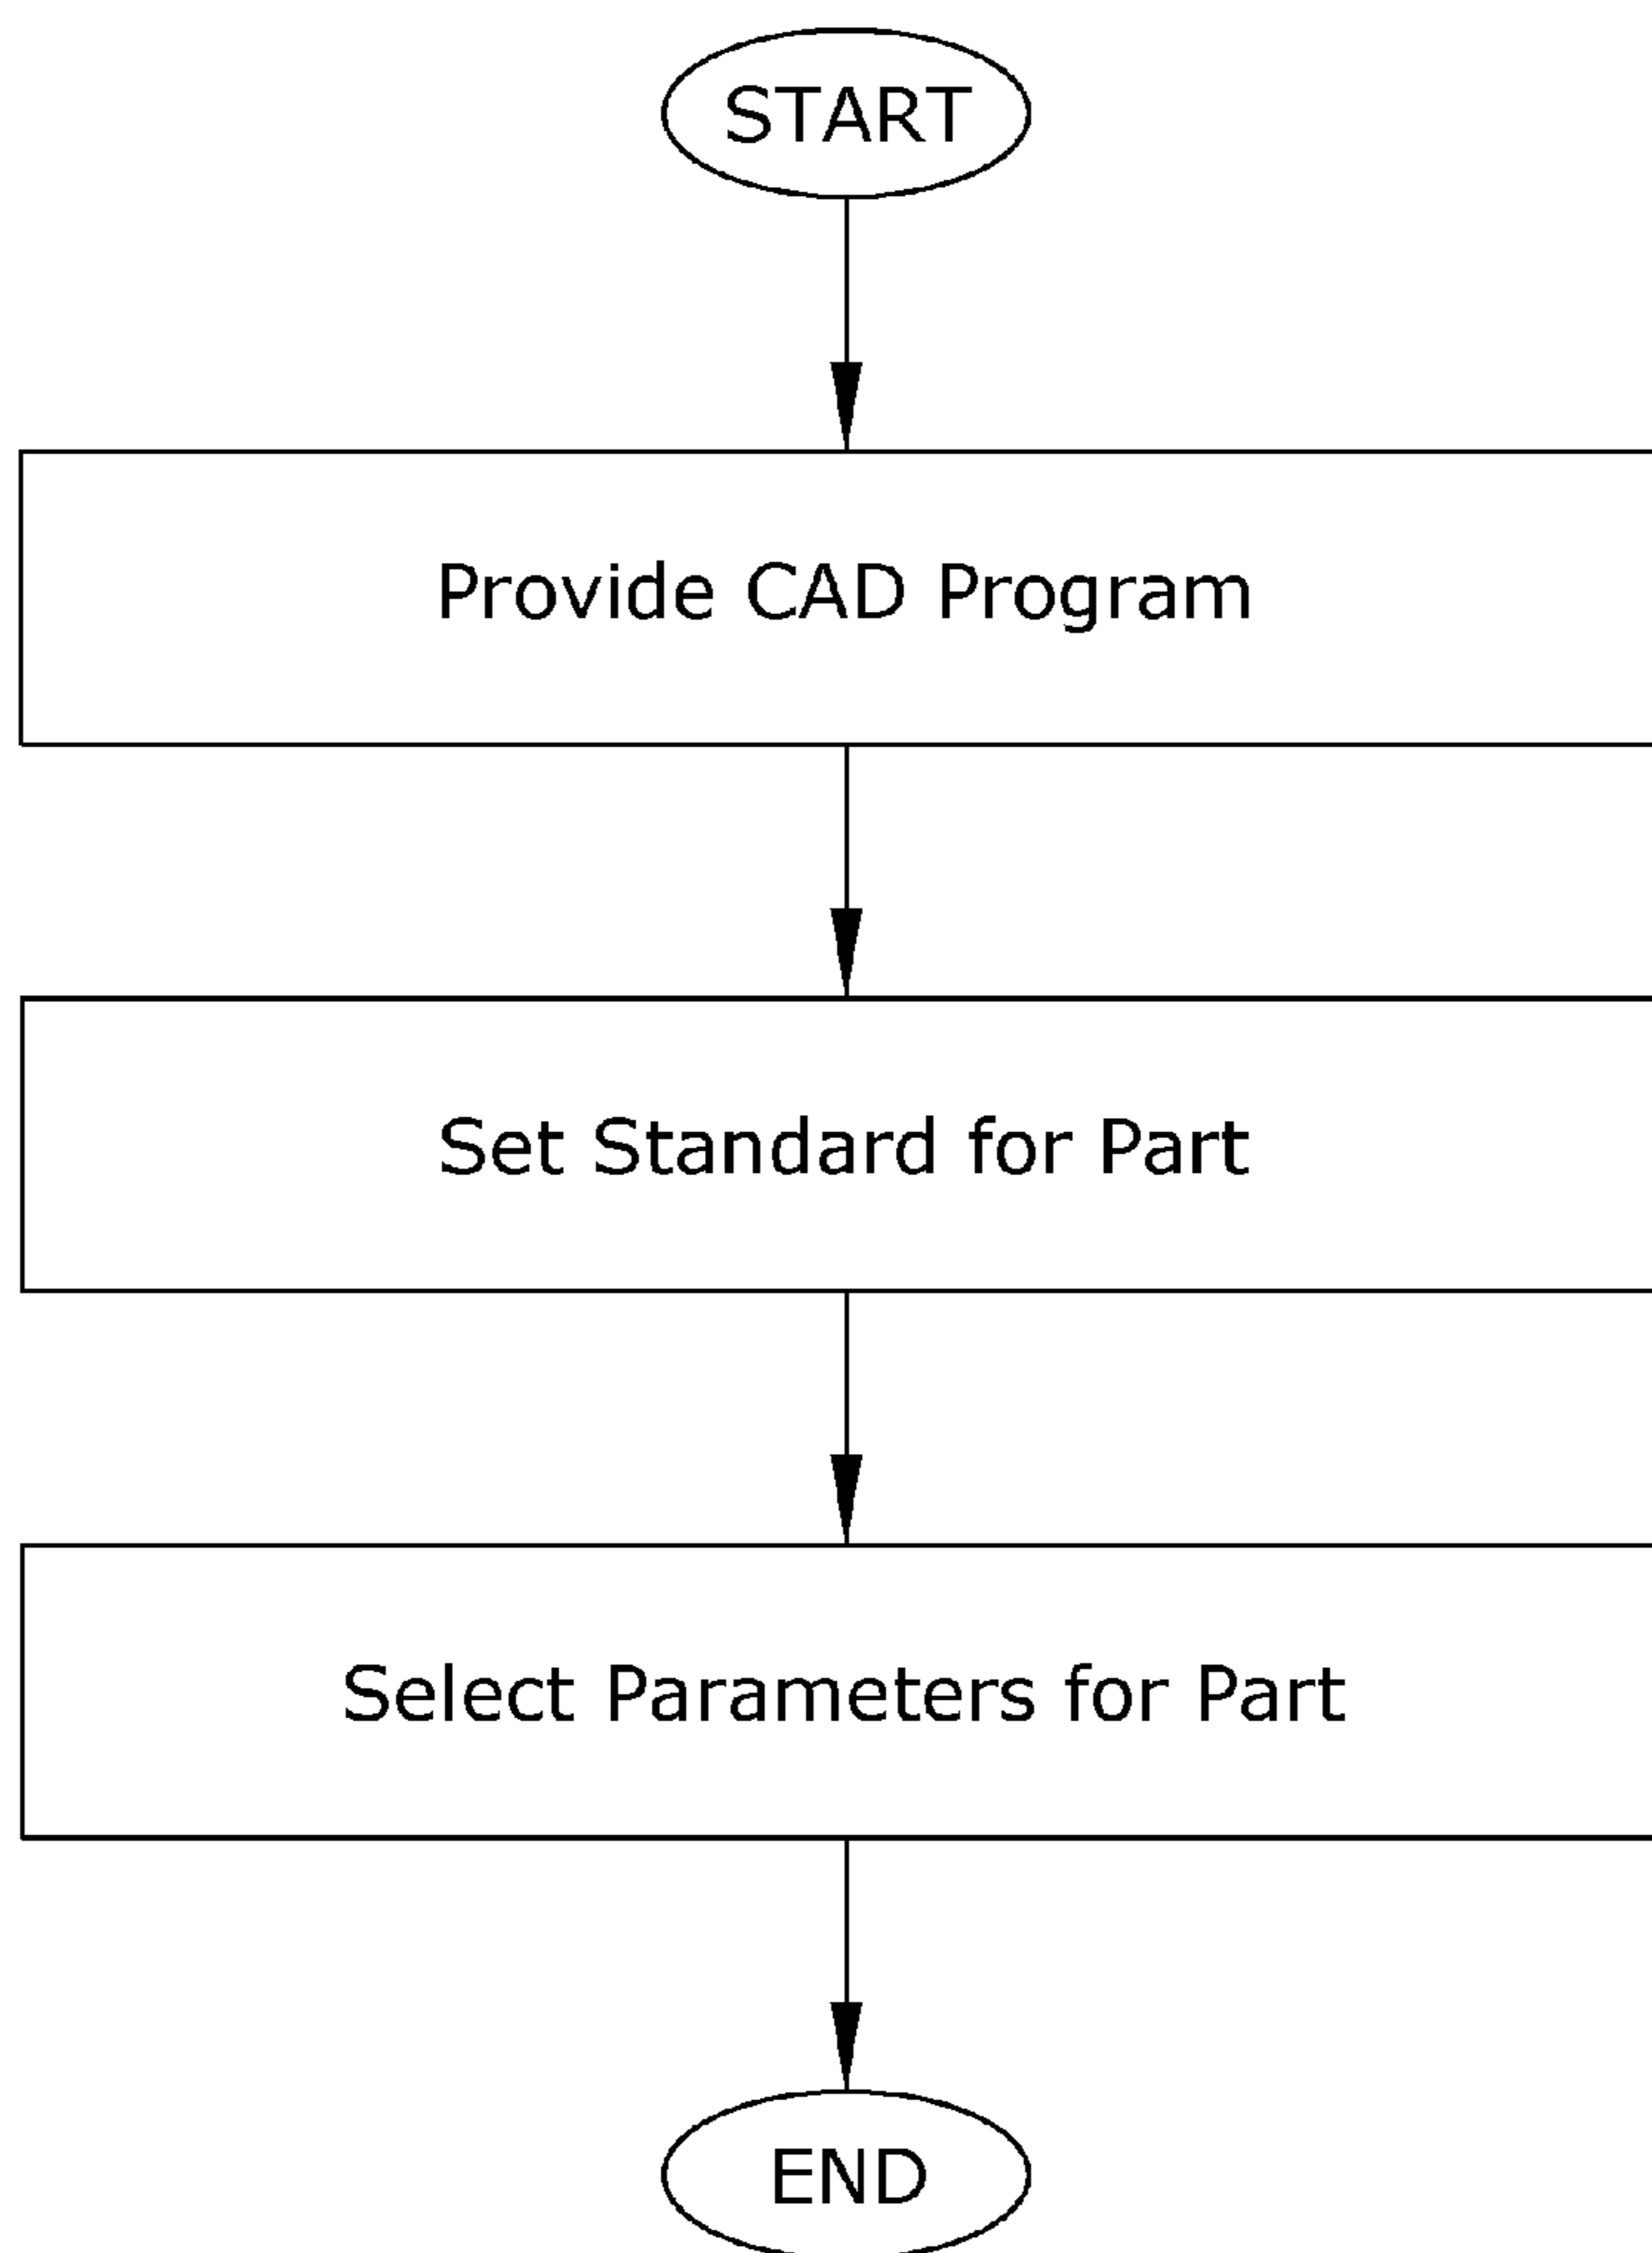 START
Provide CAD Program
Set Standard for Part
Select Parameters for Part
END